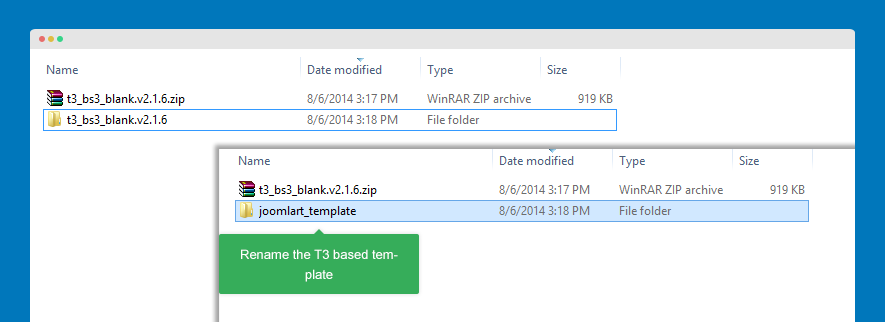 Name Date modified Type Size
t3_bs3_blank.v2.1.6.zip 8/6/2014 3:17 PM WinRAR ZIP archive 919 KB
t3_bs3_blank.v2.1.6 8/6/2014 3:18 PM File folder
Name Date modified Type Size
t3_bs3_blank.v2.1.6.zip 8/6/2014 3:17 PM WinRAR ZIP archive 919 KB
joomlart_template 8/6/2014 3:18 PM File folder
Rename the T3 based tem-
plate